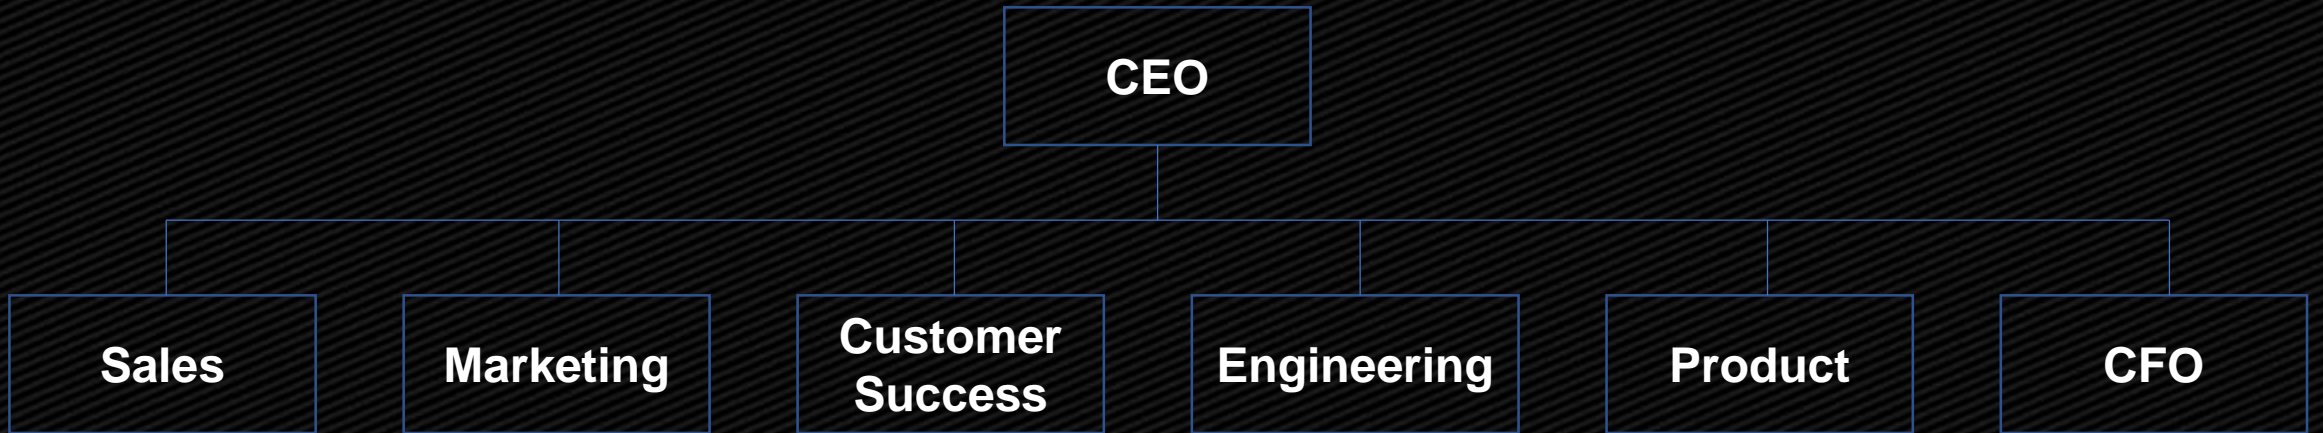 CEO
Sales
Marketing
Customer
Success
Engineering
Product
CFO